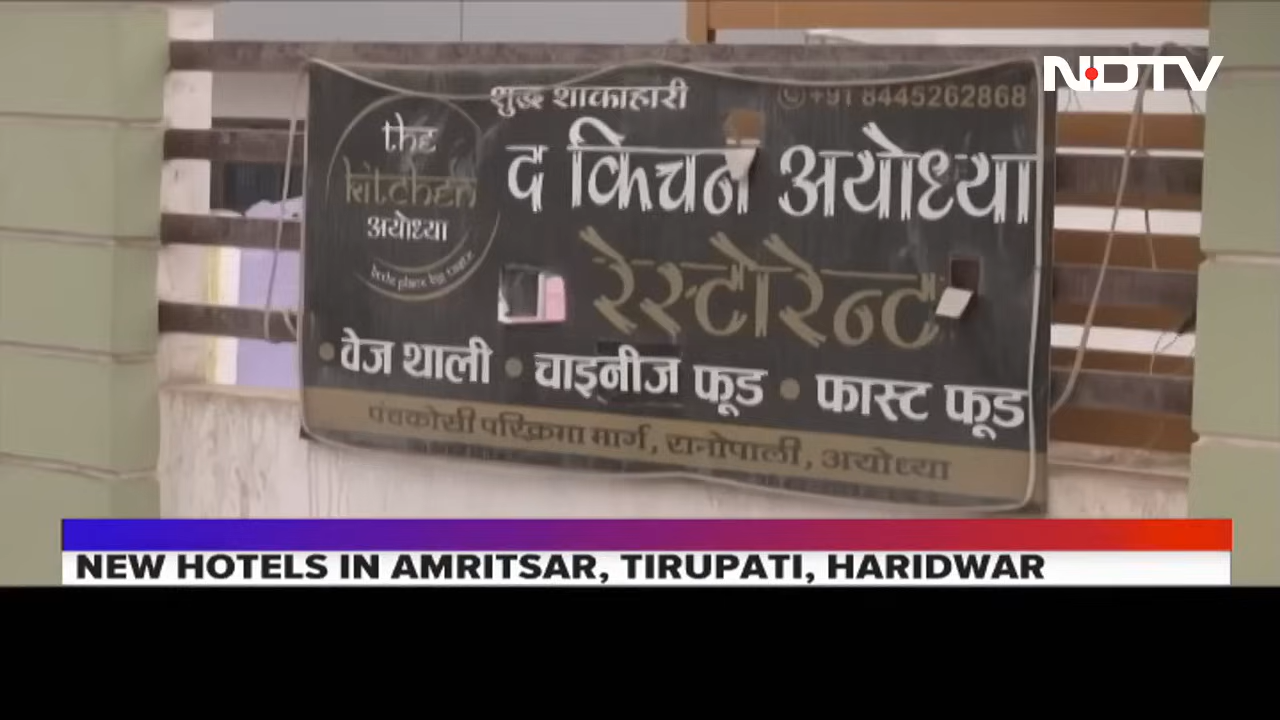 NDTV
शुद्ध शाकाहारी
+91 8445262868
the
kitchen
अयोध्या
द किचन अयोध्या
रेस्टोरेन्ट
• वेज थाली • चाइनीज फूड • फास्ट फूड
पंचकोसी परिक्रमा मार्ग, रानोपाली, अयोध्या
NEW HOTELS IN AMRITSAR, TIRUPATI, HARIDWAR